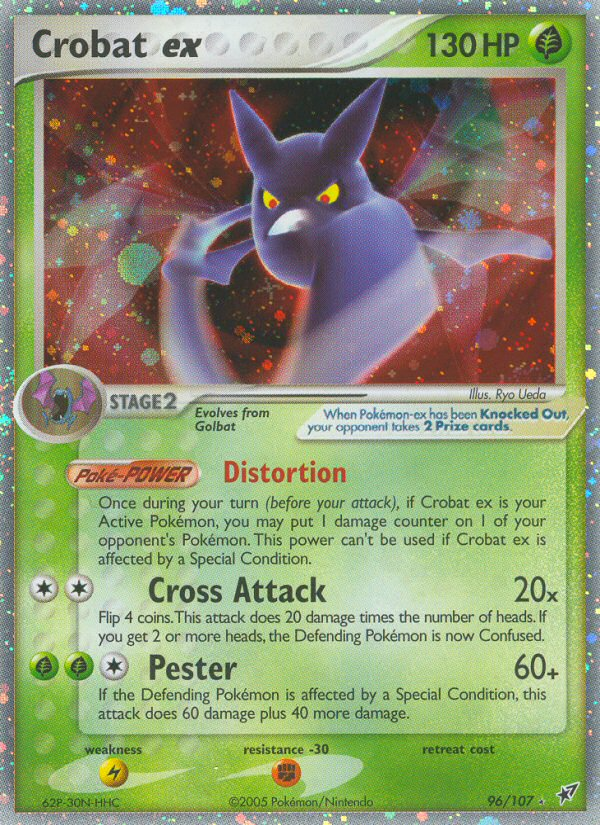 Crobat ex 130 HP
Illus. Ryo Ueda
STAGE2
Evolves from
Golbat
When Pokémon-ex has been Knocked Out,
your opponent takes 2 Prize cards.
Poké-POWER Distortion
Once during your turn (before your attack), if Crobat ex is your
Active Pokémon, you may put 1 damage counter on 1 of your
opponent's Pokémon. This power can't be used if Crobat ex is
affected by a Special Condition.
Cross Attack 20x
Flip 4 coins. This attack does 20 damage times the number of heads. If
you get 2 or more heads, the Defending Pokémon is now Confused.
Pester 60+
If the Defending Pokémon is affected by a Special Condition, this
attack does 60 damage plus 40 more damage.
weakness resistance -30 retreat cost
62P-30N-HHC ©2005 Pokémon/Nintendo 96/107